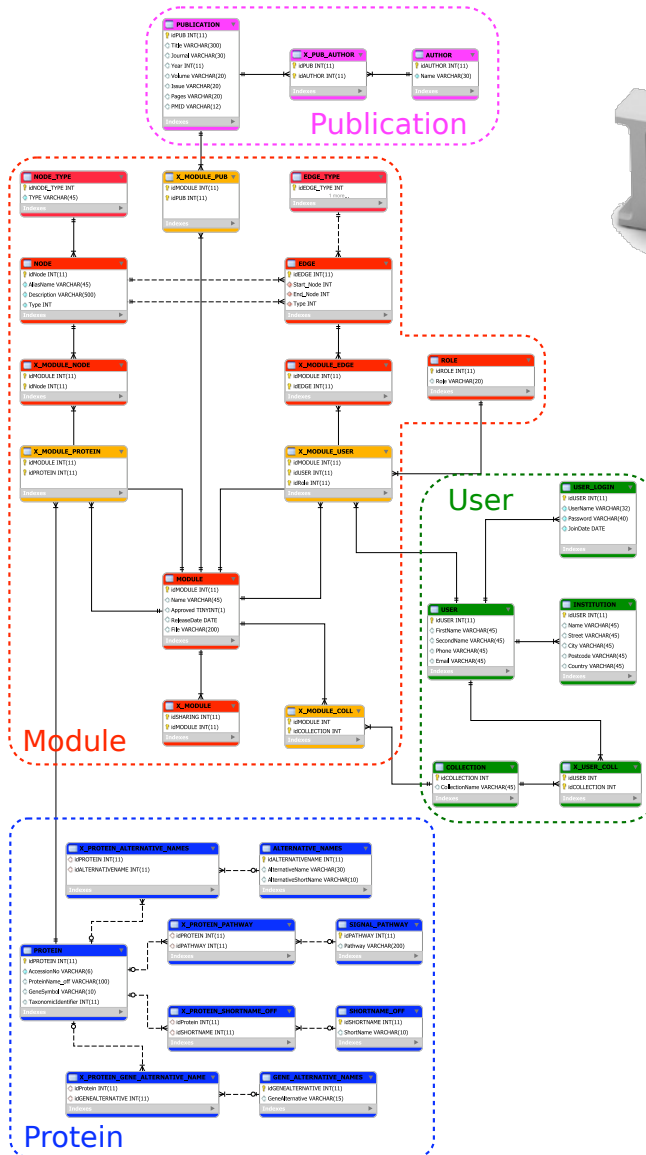 PUBLICATION
idPUB INT(11)
Title VARCHAR(300)
Journal VARCHAR(30)
Year INT(11)
Volume VARCHAR(20)
Issue VARCHAR(20)
Pages VARCHAR(20)
PMID VARCHAR(12)
Indexes
X_PUB_AUTHOR
idPUB INT(11)
idAUTHOR INT(11)
Indexes
AUTHOR
idAUTHOR INT(11)
Name VARCHAR(30)
Indexes
Publication
NODE_TYPE
idNODE_TYPE INT
TYPE VARCHAR(45)
Indexes
X_MODULE_PUB
idMODULE INT(11)
idPUB INT(11)
Indexes
EDGE_TYPE
idEDGE_TYPE INT
1 more...
Indexes
NODE
idNode INT(11)
AliasName VARCHAR(45)
Description VARCHAR(500)
Type INT
Indexes
EDGE
idEDGE INT(11)
Start_Node INT
End_Node INT
Type INT
Indexes
X_MODULE_NODE
idMODULE INT(11)
idNode INT(11)
Indexes
X_MODULE_EDGE
idMODULE INT(11)
idEDGE INT(11)
Indexes
ROLE
idROLE INT(11)
Role VARCHAR(20)
Indexes
X_MODULE_PROTEIN
idMODULE INT(11)
idPROTEIN INT(11)
Indexes
X_MODULE_USER
idMODULE INT(11)
idUSER INT(11)
idRole INT(11)
Indexes
User
USER_LOGIN
idUSER INT(11)
UserName VARCHAR(32)
Password VARCHAR(40)
JoinDate DATE
Indexes
MODULE
idMODULE INT(11)
Name VARCHAR(45)
Approved TINYINT(1)
ReleaseDate DATE
File VARCHAR(200)
Indexes
USER
idUSER INT(11)
FirstName VARCHAR(45)
SecondName VARCHAR(45)
Phone VARCHAR(45)
Email VARCHAR(45)
Indexes
INSTITUTION
idUSER INT(11)
Name VARCHAR(45)
Street VARCHAR(45)
City VARCHAR(45)
Postcode VARCHAR(45)
Country VARCHAR(45)
Indexes
X_MODULE
idSHARING INT(11)
idMODULE INT(11)
Indexes
X_MODULE_COLL
idMODULE INT
idCOLLECTION INT
Indexes
Module
COLLECTION
idCOLLECTION INT
CollectionName VARCHAR(45)
Indexes
X_USER_COLL
idUSER INT
idCOLLECTION INT
Indexes
X_PROTEIN_ALTERNATIVE_NAMES
idPROTEIN INT(11)
idALTERNATIVENAME INT(11)
Indexes
ALTERNATIVE_NAMES
idALTERNATIVENAME INT(11)
AlternativeName VARCHAR(30)
AlternativeShortName VARCHAR(10)
Indexes
X_PROTEIN_PATHWAY
idPROTEIN INT(11)
idPATHWAY INT(11)
Indexes
SIGNAL_PATHWAY
idPATHWAY INT(11)
Pathway VARCHAR(200)
Indexes
PROTEIN
idPROTEIN INT(11)
AccessionNo VARCHAR(6)
ProteinName_off VARCHAR(100)
GeneSymbol VARCHAR(10)
TaxonomicIdentifier INT(11)
Indexes
X_PROTEIN_SHORTNAME_OFF
idProtein INT(11)
idSHORTNAME INT(11)
Indexes
SHORTNAME_OFF
idSHORTNAME INT(11)
ShortName VARCHAR(10)
Indexes
X_PROTEIN_GENE_ALTERNATIVE_NAME
idProtein INT(11)
idGENEALTERNATIVE INT(11)
Indexes
GENE_ALTERNATIVE_NAMES
idGENEALTERNATIVE INT(11)
GeneAlternative VARCHAR(15)
Indexes
Protein